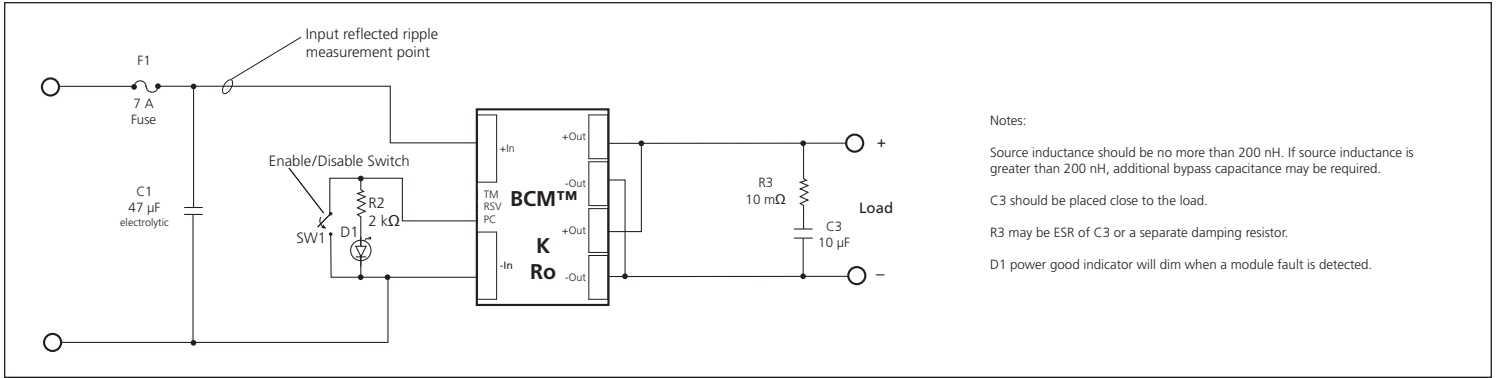 Input reflected ripple
measurement point
F1
7 A
Fuse
C1
47 µF
electrolytic
Enable/Disable Switch
SW1
R2
2 kΩ
D1
+In
TM
RSV
PC
-In
BCM™
K
Ro
+Out
-Out
+Out
-Out
R3
10 mΩ
C3
10 µF
+
Load
–
Notes:
Source inductance should be no more than 200 nH. If source inductance is
greater than 200 nH, additional bypass capacitance may be required.
C3 should be placed close to the load.
R3 may be ESR of C3 or a separate damping resistor.
D1 power good indicator will dim when a module fault is detected.